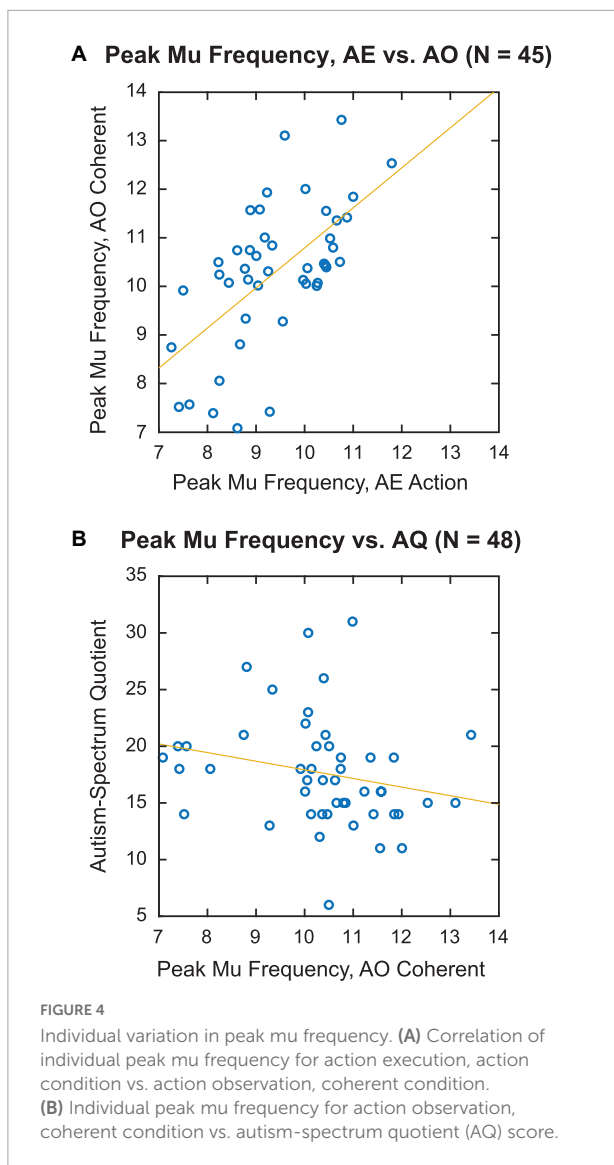 A Peak Mu Frequency, AE vs. AO (N = 45)
14
13
12
11
10
9
8
7
Peak Mu Frequency, AO Coherent
7 8 9 10 11 12 13 14
Peak Mu Frequency, AE Action
B Peak Mu Frequency vs. AQ (N = 48)
35
30
25
20
15
10
5
Autism-Spectrum Quotient
7 8 9 10 11 12 13 14
Peak Mu Frequency, AO Coherent
FIGURE 4
Individual variation in peak mu frequency. (A) Correlation of
individual peak mu frequency for action execution, action
condition vs. action observation, coherent condition.
(B) Individual peak mu frequency for action observation,
coherent condition vs. autism-spectrum quotient (AQ) score.